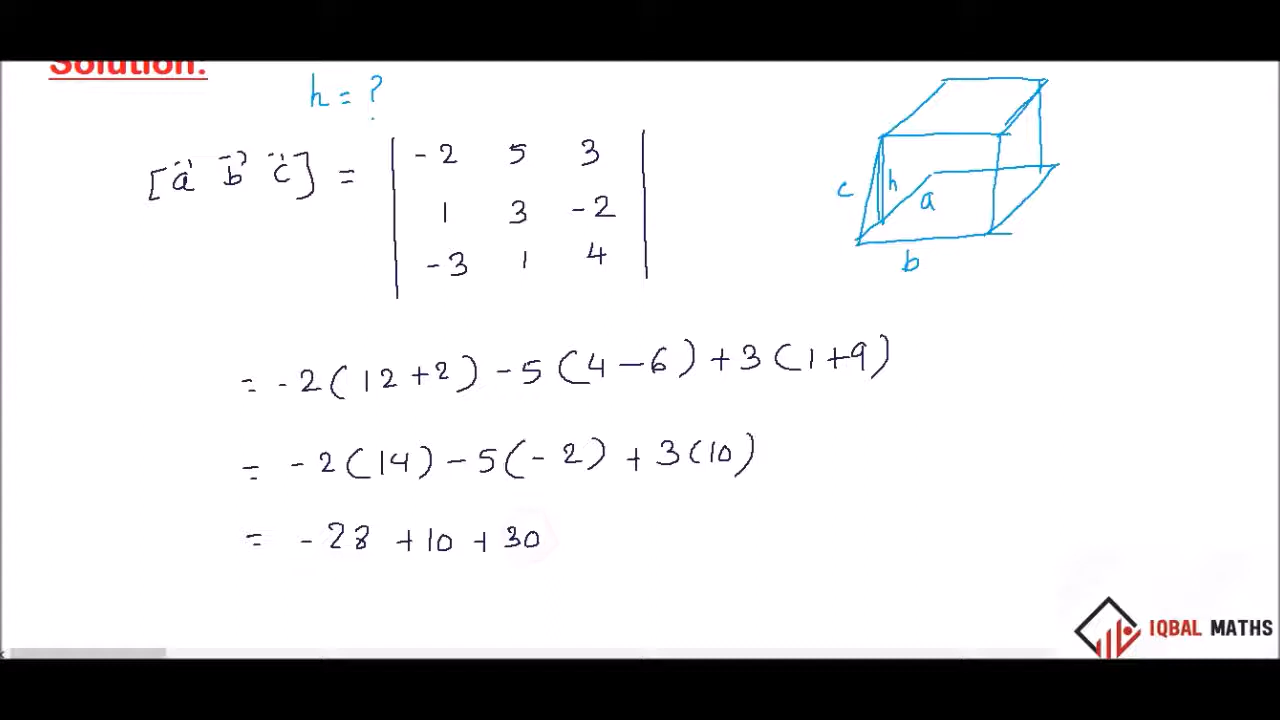 Solution:
h = ?
[a⃗ b⃗ c⃗] = | -2 5 3 |
| 1 3 -2 |
| -3 1 4 |
c h a
b
= -2(12+2) -5(4-6) +3(1+9)
= -2(14) -5(-2) +3(10)
= -28 +10 +30
IQBAL MATHS